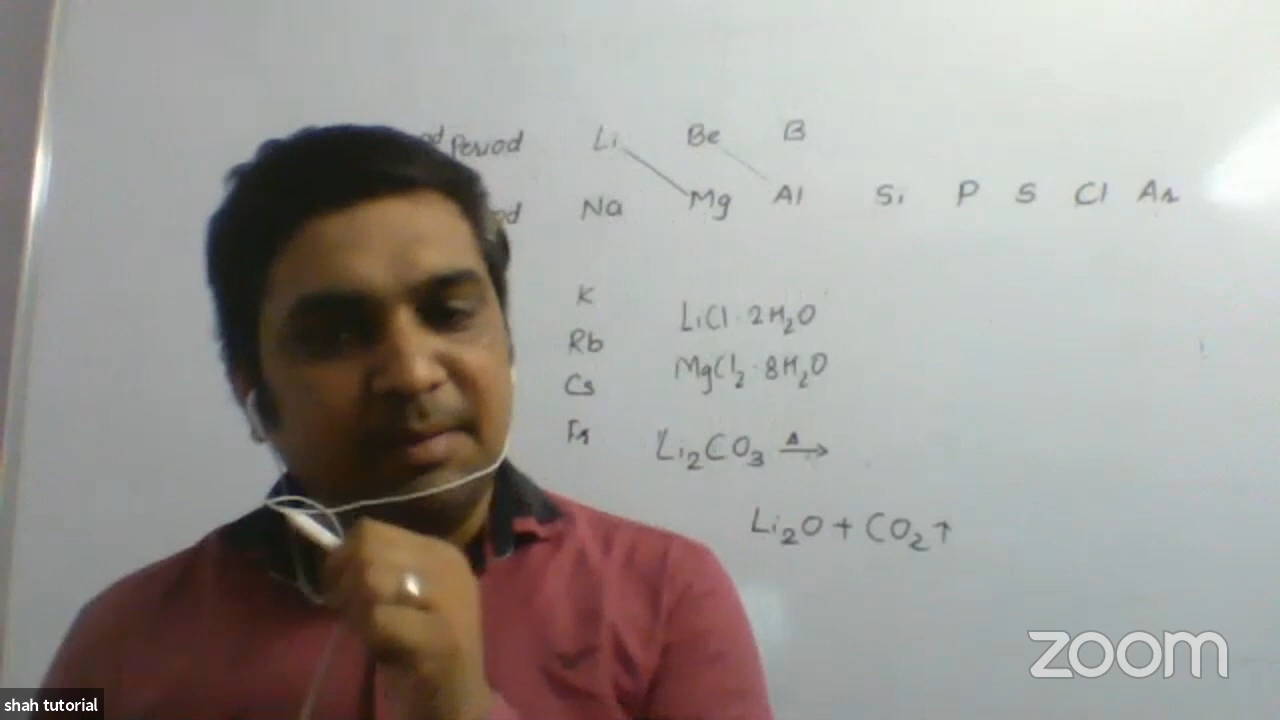 Period Li Be B
Na Mg Al Si P S Cl Ar
K
LiCl · 2H₂O
Rb
MgCl₂ · 8H₂O
Cs
Fr
Li₂CO₃ —Δ→
Li₂O + CO₂↑
zoom
shah tutorial